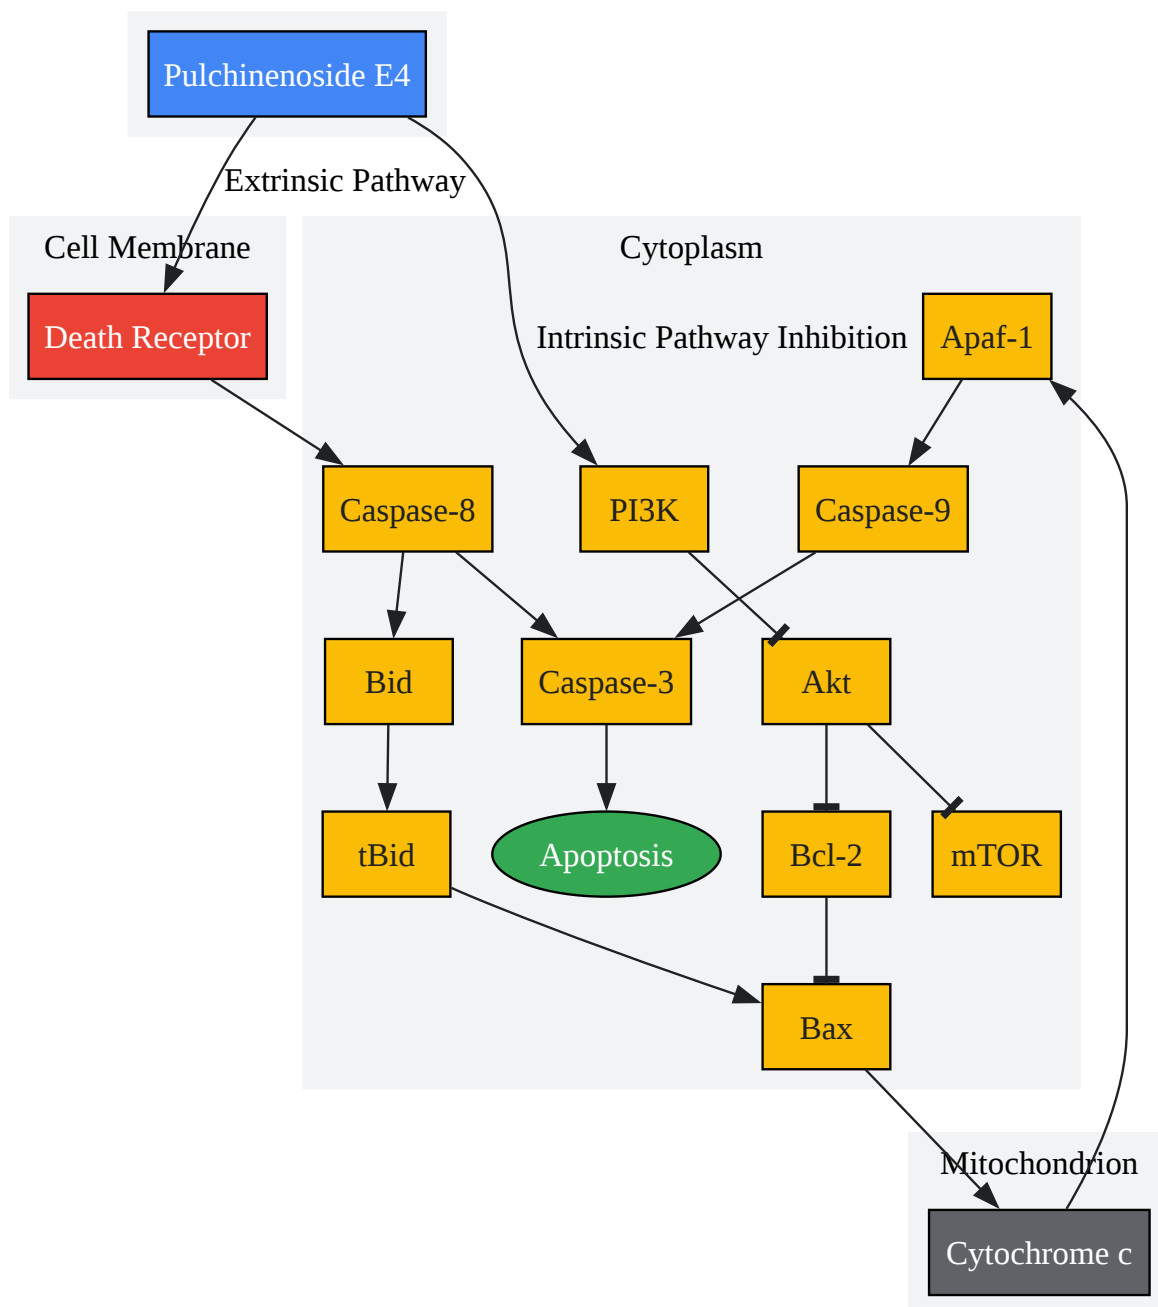 Pulchinenoside E4
Extrinsic Pathway
Cell Membrane
Cytoplasm
Death Receptor
Intrinsic Pathway Inhibition
Apaf-1
Caspase-8
PI3K
Caspase-9
Bid
Caspase-3
Akt
tBid
Apoptosis
Bcl-2
mTOR
Bax
Mitochondrion
Cytochrome c